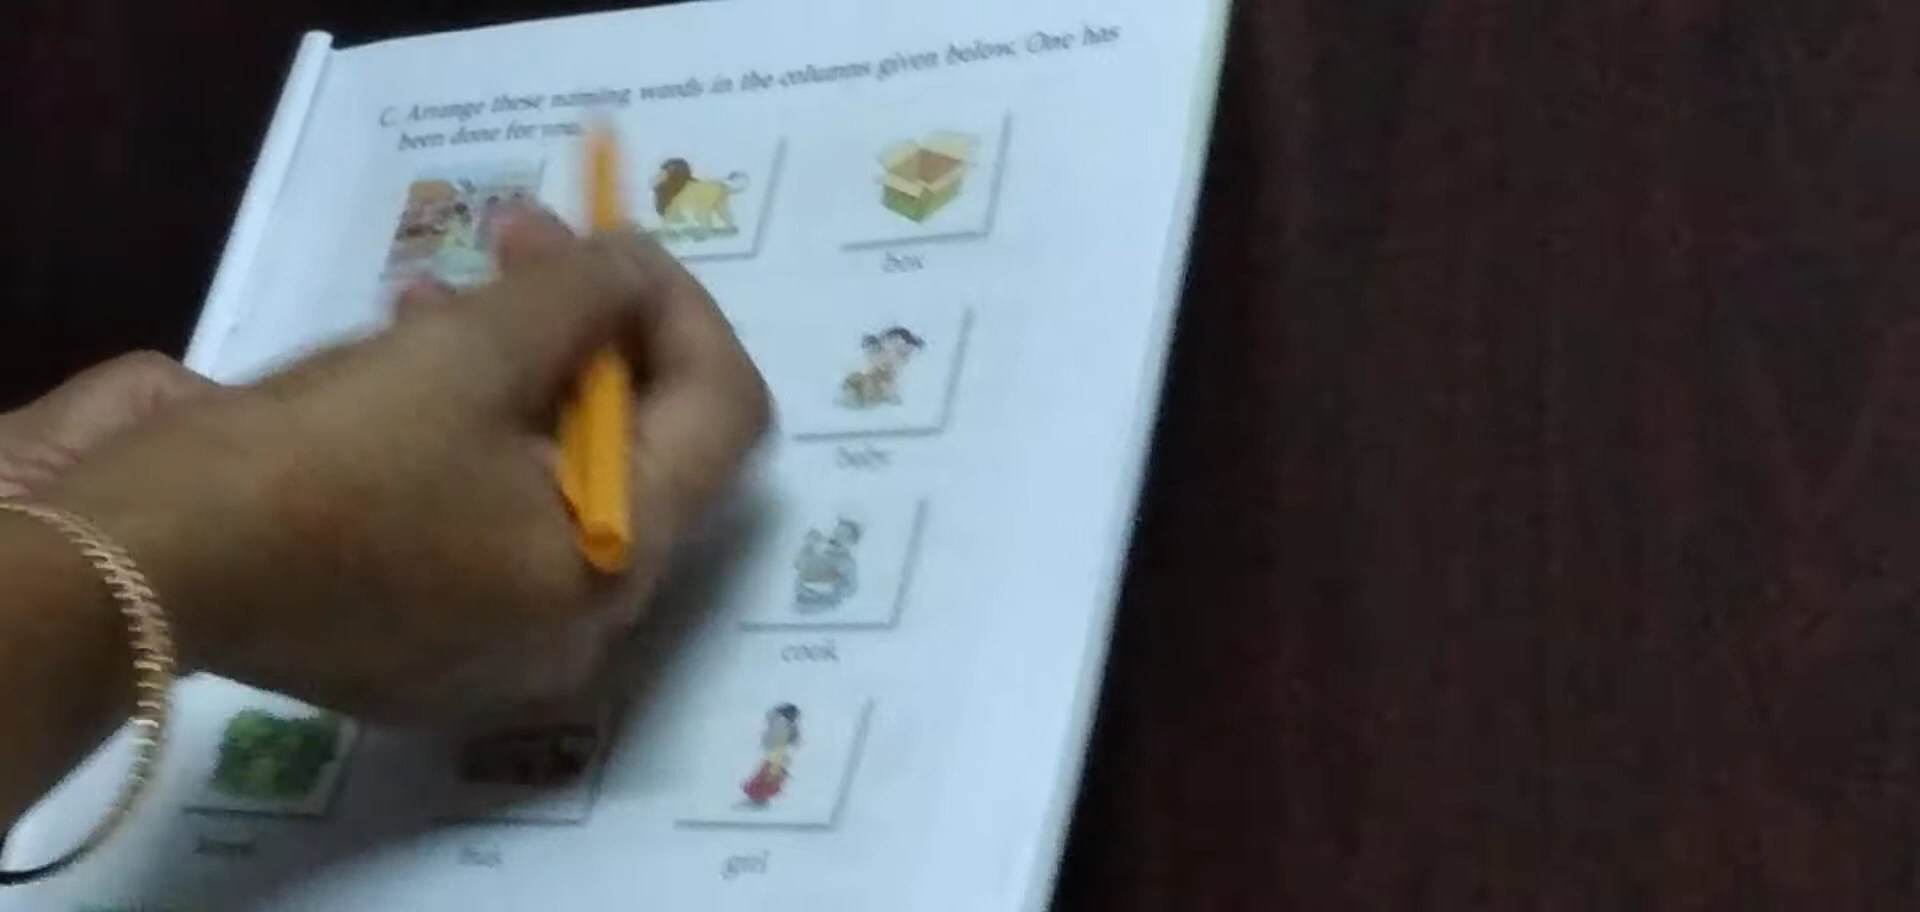 C. Arrange these naming words in the columns given below. One has
been done for you.
box
baby
cook
girl